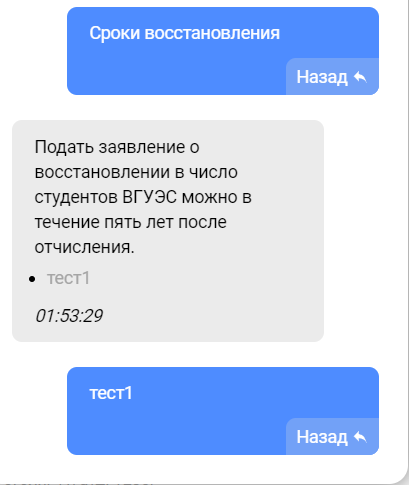 Сроки восстановления
Назад
Подать заявление о
восстановлении в число
студентов ВГУЭС можно в
течение пять лет после
отчисления.
тест1
01:53:29
тест1
Назад